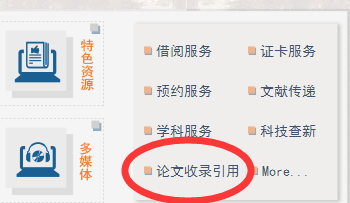 特色资源
多媒体
借阅服务 证卡服务
预约服务 文献传递
学科服务 科技查新
论文收录引用 More...